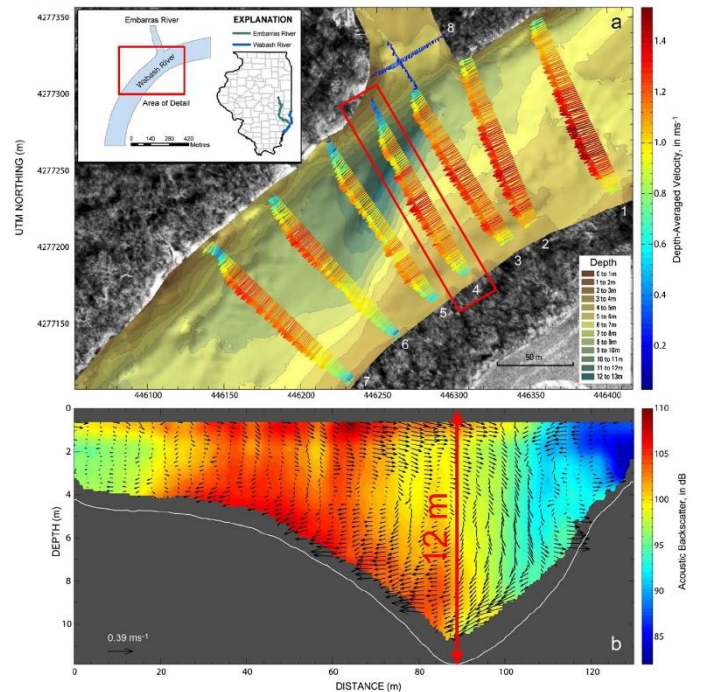 Embarras River
Wabash River
Area of Detail
0 140 280 420
Metres
EXPLANATION
Embarras River
Wabash River
a
8
1
2
3
4
5
6
7
Depth
0 to 1m
1 to 2m
2 to 3m
3 to 4m
4 to 5m
5 to 6m
6 to 7m
7 to 8m
8 to 9m
9 to 10m
10 to 11m
11 to 12m
12 to 13m
50 m
UTM NORTHING (m)
4277350
4277300
4277250
4277200
4277150
446100
446150
446200
446250
446300
446350
446400
1.4
1.2
1.0
0.8
0.6
0.4
0.2
Depth-Averaged Velocity, in ms-1
0
2
4
6
8
10
DEPTH (m)
12 m
0.39 ms-1
b
0
20
40
60
80
100
120
DISTANCE (m)
110
105
100
95
90
85
Acoustic Backscatter, in dB